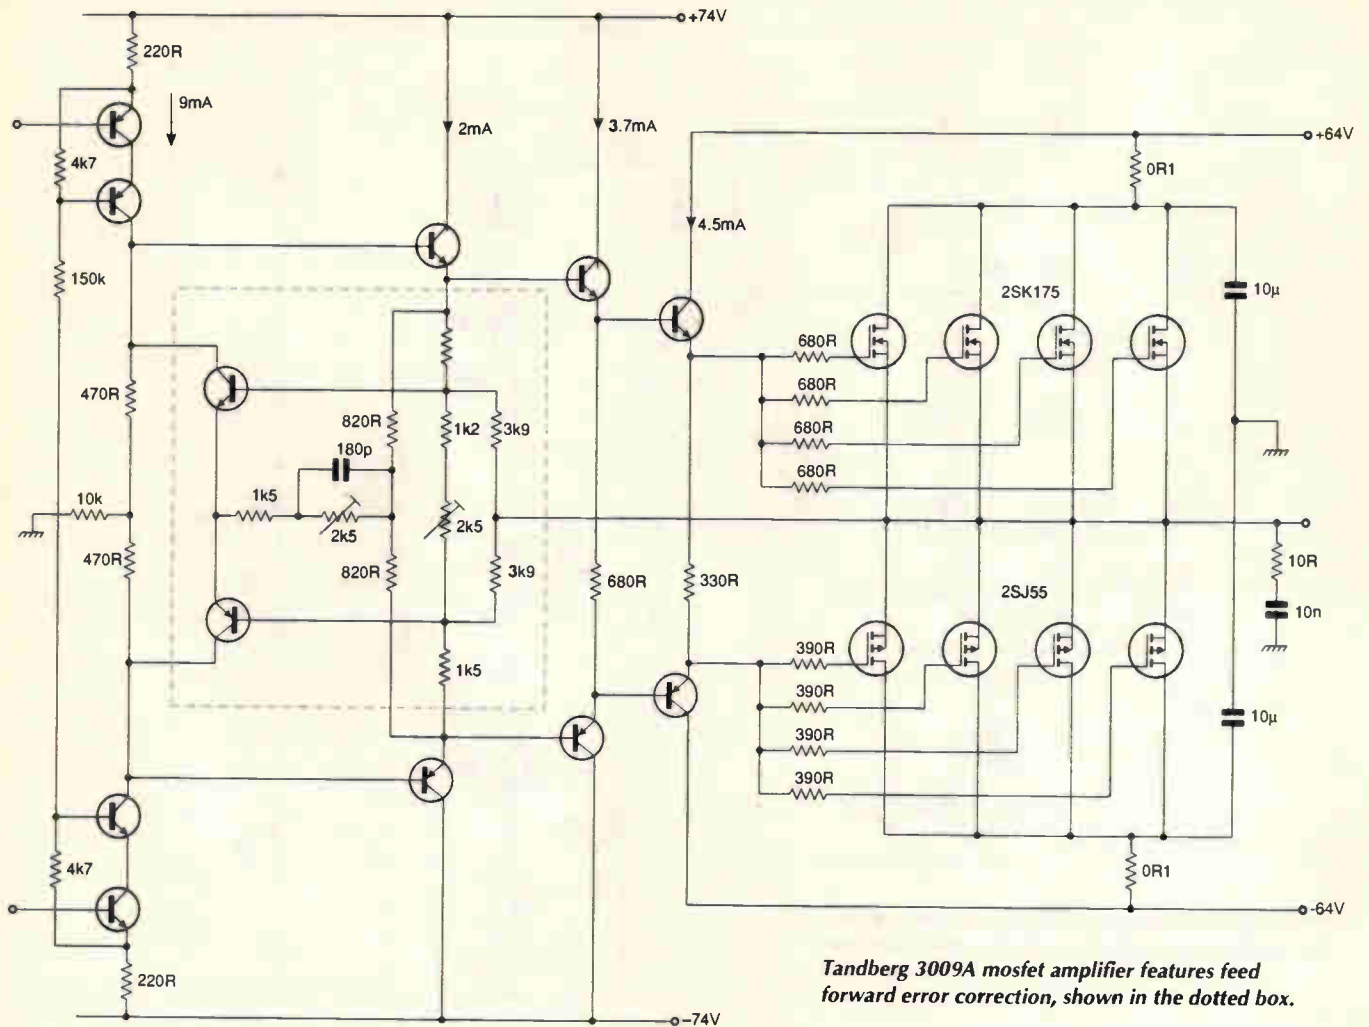 +74V
220R
9mA
2mA
3.7mA
+64V
0R1
4k7
4.5mA
150k
2SK175
10µ
680R
680R
680R
680R
470R
820R
1k2
3k9
180p
10k
1k5
2k5
2k5
470R
820R
3k9
680R
330R
10R
10n
2SJ55
1k5
390R
390R
390R
390R
10µ
4k7
0R1
-64V
220R
-74V
Tandberg 3009A mosfet amplifier features feed
forward error correction, shown in the dotted box.